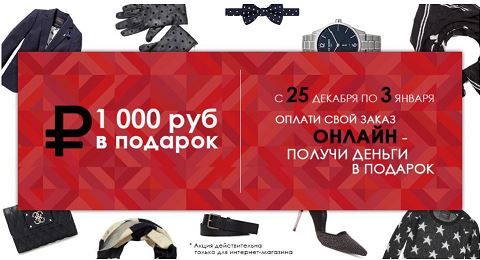 ₽ 1 000 руб
в подарок
С 25 ДЕКАБРЯ ПО 3 ЯНВАРЯ
ОПЛАТИ СВОЙ ЗАКАЗ
ОНЛАЙН -
ПОЛУЧИ ДЕНЬГИ
В ПОДАРОК
* Акция действительна
только для интернет-магазина